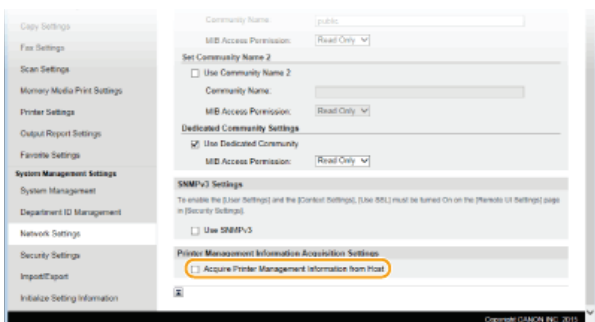 Copy Settings
Fax Settings
Scan Settings
Memory Media Print Settings
Printer Settings
Output Report Settings
Favorite Settings
System Management Settings
System Management
Department ID Management
Network Settings
Security Settings
Import/Export
Initialize Setting Information
Community Name: public
MIB Access Permission: Read Only
Set Community Name 2
Use Community Name 2
Community Name:
MIB Access Permission: Read Only
Dedicated Community Settings
Use Dedicated Community
MIB Access Permission: Read Only
SNMPv3 Settings
To enable the [User Settings] and the [Context Settings], [Use SSL] must be turned On on the [Remote UI Settings] page
in [Security Settings].
Use SNMPv3
Printer Management Information Acquisition Settings
Acquire Printer Management Information from Host
Copyright CANON INC. 2015